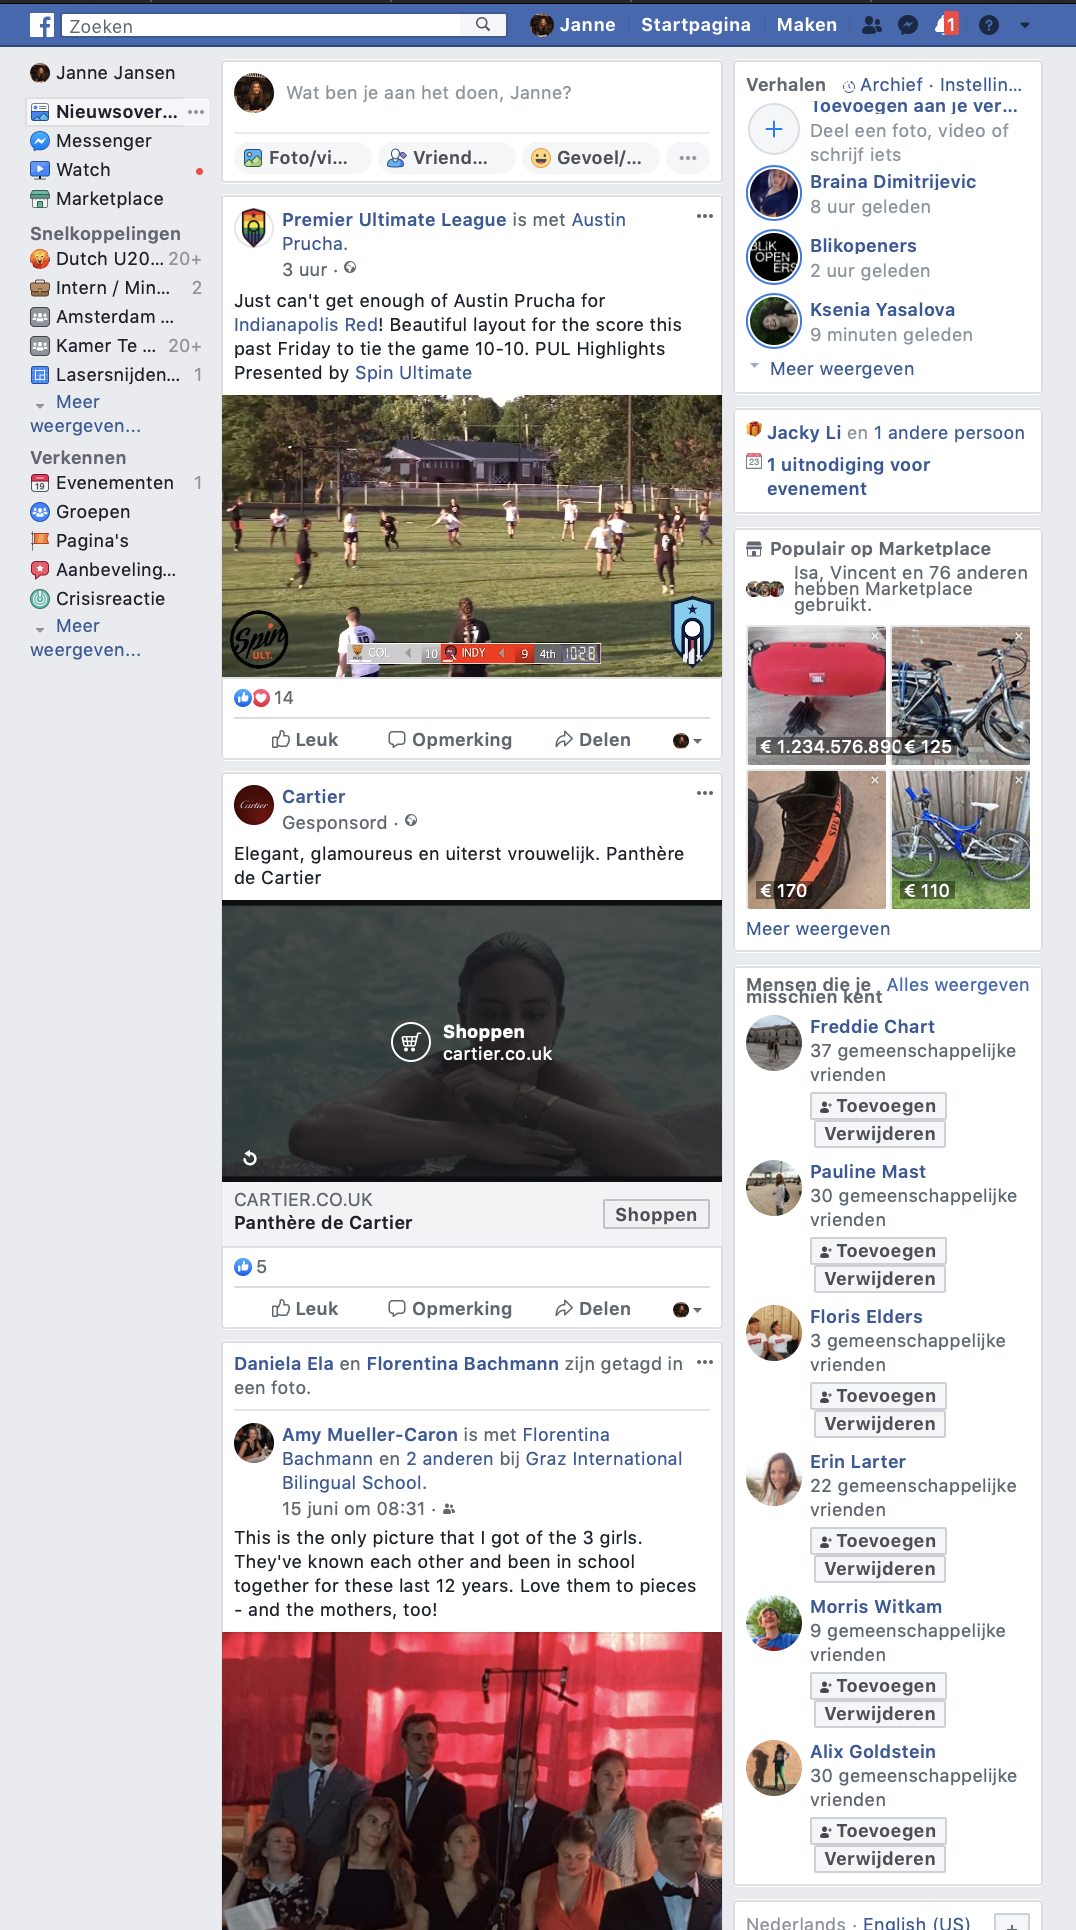 Zoeken
Janne
Startpagina
Maken
1
Janne Jansen
Nieuwsover...
Messenger
Watch
Marketplace
Snelkoppelingen
Dutch U20... 20+
Intern / Min... 2
Amsterdam ...
Kamer Te ... 20+
Lasersnijden... 1
Meer
weergeven...
Verkennen
Evenementen 1
Groepen
Pagina's
Aanbeveling...
Crisisreactie
Meer
weergeven...
Wat ben je aan het doen, Janne?
Foto/vi...
Vriend...
Gevoel/...
Premier Ultimate League is met Austin
Prucha.
3 uur ·
Just can't get enough of Austin Prucha for
Indianapolis Red! Beautiful layout for the score this
past Friday to tie the game 10-10. PUL Highlights
Presented by Spin Ultimate
Spin
ULT.
COL 10 INDY 9 4th 10:28
14
Leuk
Opmerking
Delen
Cartier
Cartier
Gesponsord ·
Elegant, glamoureus en uiterst vrouwelijk. Panthère
de Cartier
Shoppen
cartier.co.uk
CARTIER.CO.UK
Panthère de Cartier
Shoppen
5
Leuk
Opmerking
Delen
Daniela Ela en Florentina Bachmann zijn getagd in
een foto.
Amy Mueller-Caron is met Florentina
Bachmann en 2 anderen bij Graz International
Bilingual School.
15 juni om 08:31 ·
This is the only picture that I got of the 3 girls.
They've known each other and been in school
together for these last 12 years. Love them to pieces
- and the mothers, too!
Verhalen
Archief · Instellin...
Toevoegen aan je ver...
Deel een foto, video of
schrijf iets
Braina Dimitrijevic
8 uur geleden
BLIK
OPEN
ERS
Blikopeners
2 uur geleden
Ksenia Yasalova
9 minuten geleden
Meer weergeven
Jacky Li en 1 andere persoon
1 uitnodiging voor
evenement
Populair op Marketplace
Isa, Vincent en 76 anderen
hebben Marketplace
gebruikt.
JBL
€ 1.234.576.890
€ 125
€ 170
€ 110
Meer weergeven
Mensen die je
misschien kent
Alles weergeven
Freddie Chart
37 gemeenschappelijke
vrienden
Toevoegen
Verwijderen
Pauline Mast
30 gemeenschappelijke
vrienden
Toevoegen
Verwijderen
Floris Elders
3 gemeenschappelijke
vrienden
Toevoegen
Verwijderen
Erin Larter
22 gemeenschappelijke
vrienden
Toevoegen
Verwijderen
Morris Witkam
9 gemeenschappelijke
vrienden
Toevoegen
Verwijderen
Alix Goldstein
30 gemeenschappelijke
vrienden
Toevoegen
Verwijderen
Nederlands · English (US)